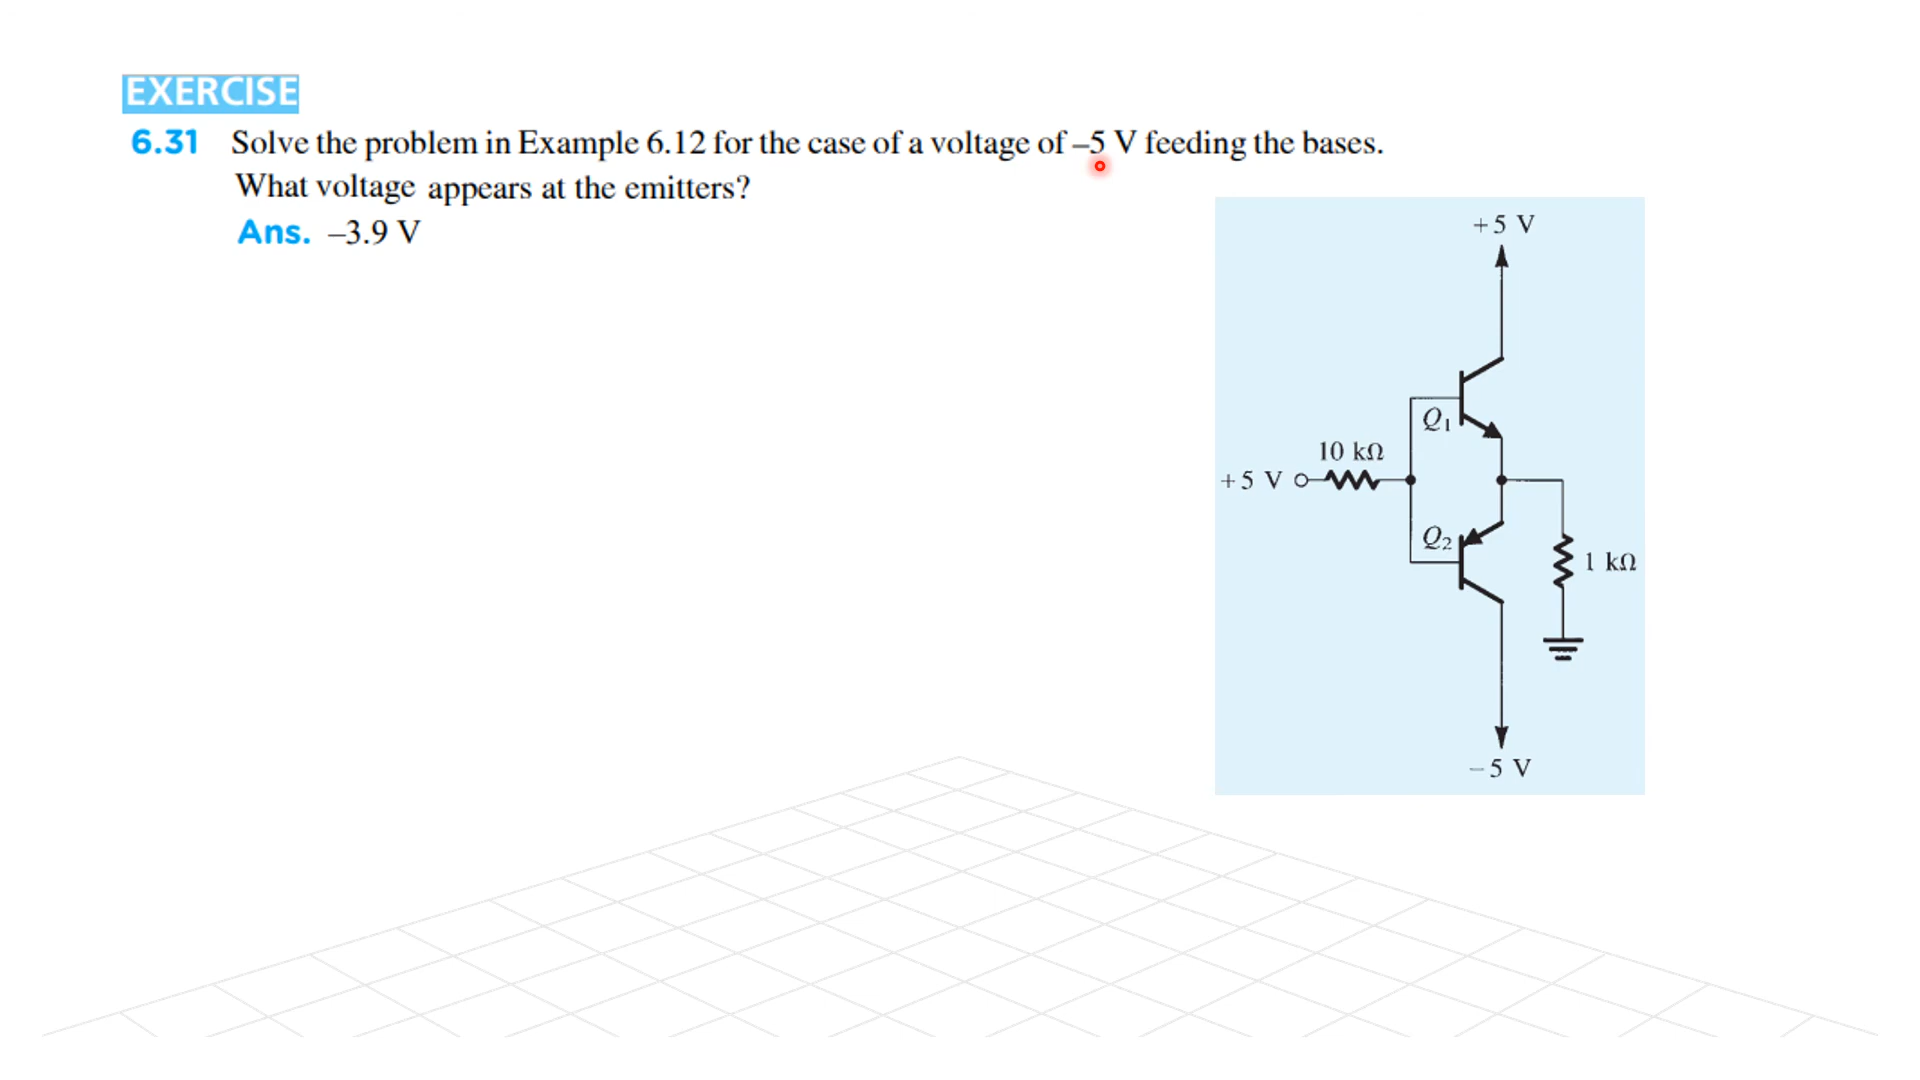 EXERCISE
6.31 Solve the problem in Example 6.12 for the case of a voltage of –5 V feeding the bases.
What voltage appears at the emitters?
Ans. –3.9 V
+5 V
Q1
10 kΩ
+5 V
Q2
1 kΩ
–5 V